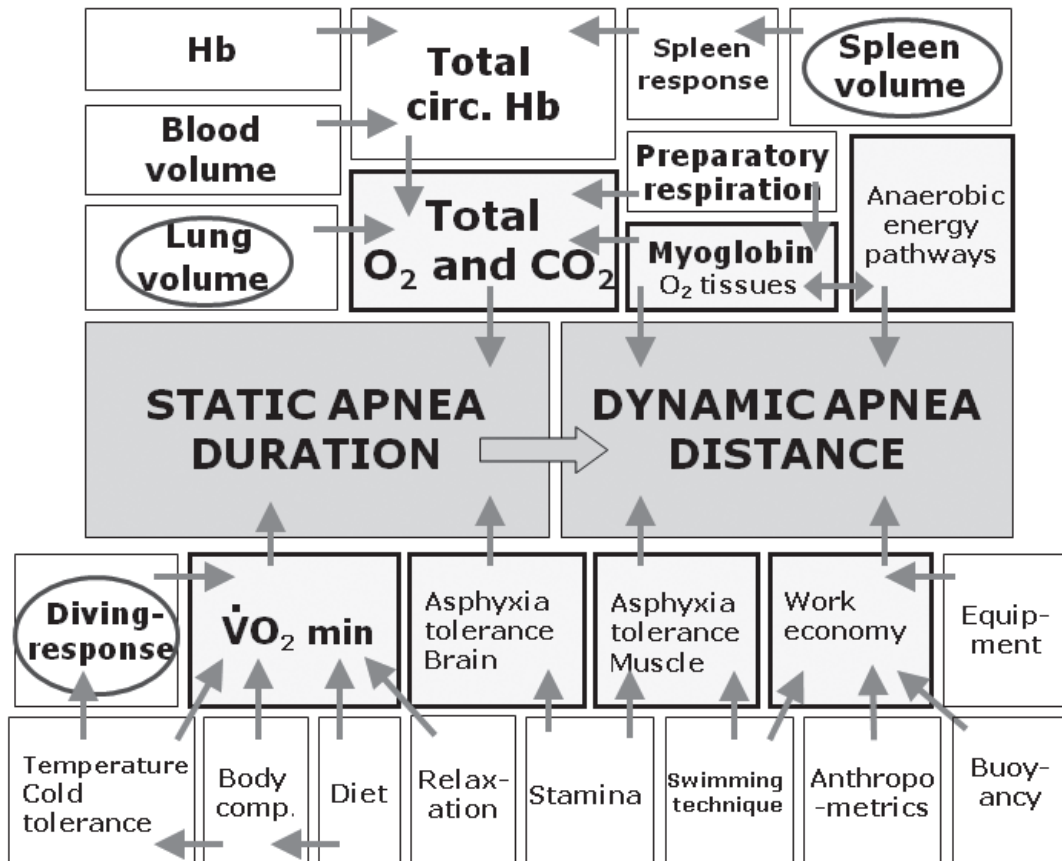 Hb
Total
circ. Hb
Spleen
response
Spleen
volume
Blood
volume
Preparatory
respiration
Anaerobic
energy
pathways
Lung
volume
Total
O₂ and CO₂
Myoglobin
O₂ tissues
STATIC APNEA
DURATION
DYNAMIC APNEA
DISTANCE
Diving-
response
V̇O₂ min
Asphyxia
tolerance
Brain
Asphyxia
tolerance
Muscle
Work
economy
Equip-
ment
Temperature
Cold
tolerance
Body
comp.
Diet
Relax-
ation
Stamina
Swimming
technique
Anthropo
-metrics
Buoy-
ancy